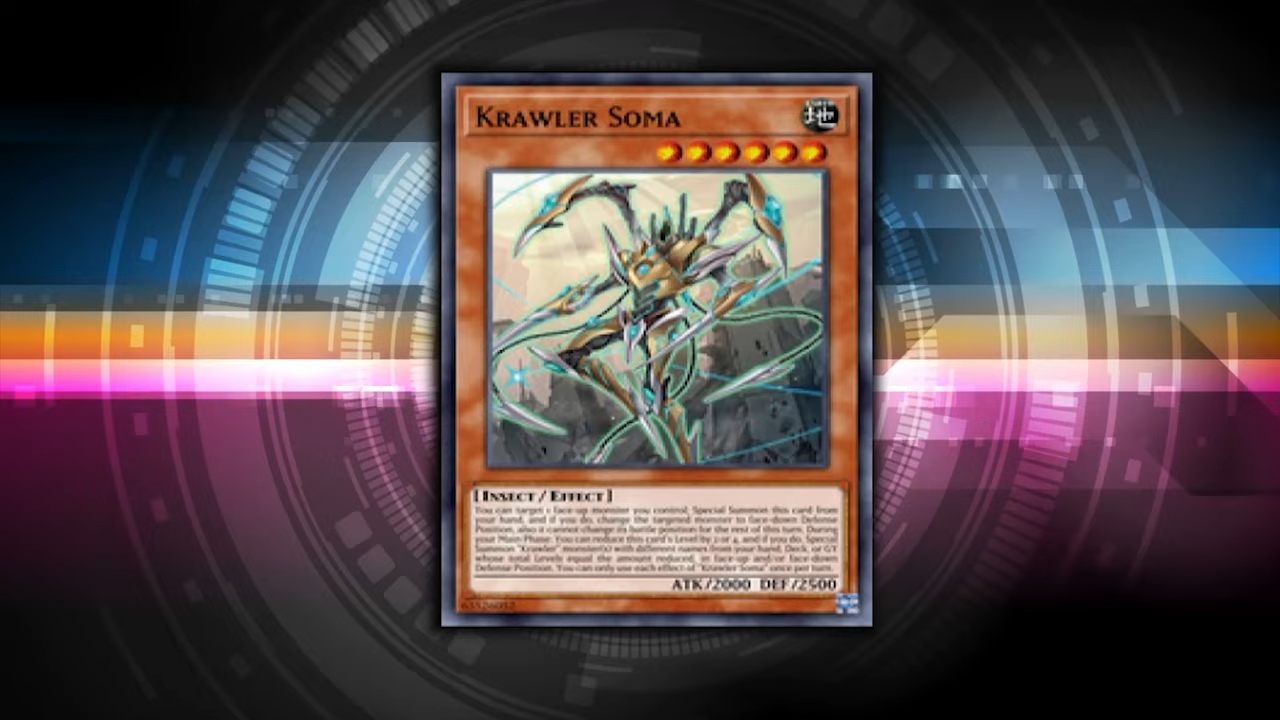 KRAWLER SOMA
地
[ INSECT / EFFECT ]
You can target 1 face-up monster you control; Special Summon this card from
your hand, and if you do, change the targeted monster to face-down Defense
Position, also it cannot change its battle position for the rest of this turn. During
your Main Phase: You can reduce this card's Level by 2 or 4, and if you do, Special
Summon "Krawler" monster(s) with different names from your hand, Deck, or GY
whose total Levels equal the amount reduced, in face-up and/or face-down
Defense Position. You can only use each effect of "Krawler Soma" once per turn.
ATK/2000 DEF/2500